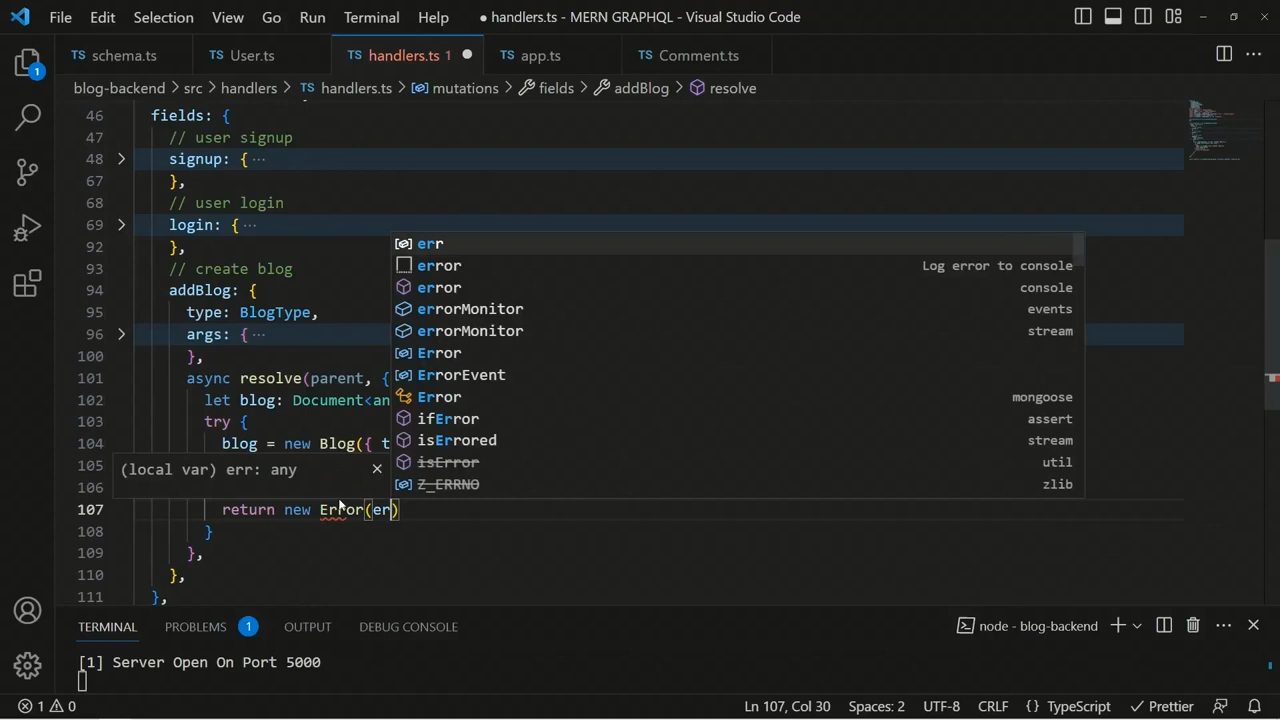 File Edit Selection View Go Run Terminal Help ● handlers.ts - MERN GRAPHQL - Visual Studio Code
TS schema.ts TS User.ts TS handlers.ts 1 ● TS app.ts TS Comment.ts
blog-backend > src > handlers > TS handlers.ts > mutations > fields > addBlog > resolve
46 fields: {
47 // user signup
48 signup: { ···
67 },
68 // user login
69 login: { ···
92 },
93 // create blog
94 addBlog: {
95 type: BlogType,
96 args: { ···
100 },
101 async resolve(parent, {
102 let blog: Document<an
103 try {
104 blog = new Blog({ t
105
106
107 return new Error(er)
108 }
109 },
110 },
111 },
err
error Log error to console
error console
errorMonitor events
errorMonitor stream
Error
ErrorEvent
Error mongoose
ifError assert
isErrored stream
isError util
Z_ERRNO zlib
(local var) err: any
1
TERMINAL PROBLEMS 1 OUTPUT DEBUG CONSOLE node - blog-backend
[1] Server Open On Port 5000
1 0 Ln 107, Col 30 Spaces: 2 UTF-8 CRLF {} TypeScript Prettier